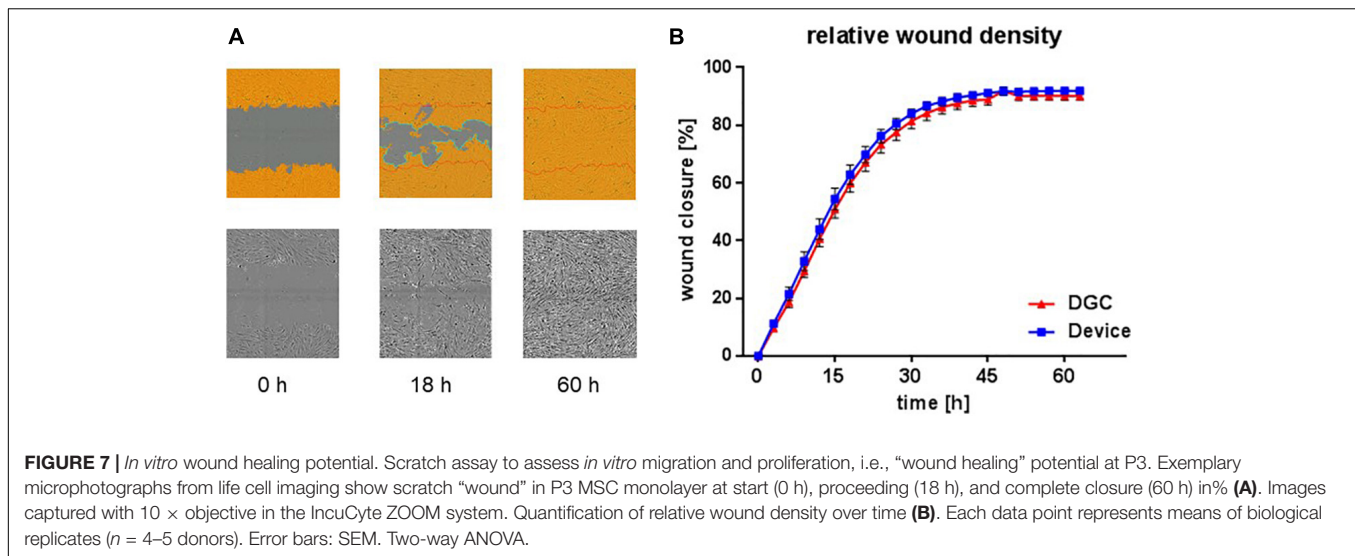 A
0 h
18 h
60 h
B
relative wound density
wound closure [%]
100
80
60
40
20
0
DGC
Device
0
15
30
45
60
time [h]
FIGURE 7 | In vitro wound healing potential. Scratch assay to assess in vitro migration and proliferation, i.e., “wound healing” potential at P3. Exemplary
microphotographs from life cell imaging show scratch “wound” in P3 MSC monolayer at start (0 h), proceeding (18 h), and complete closure (60 h) in% (A). Images
captured with 10 × objective in the IncuCyte ZOOM system. Quantification of relative wound density over time (B). Each data point represents means of biological
replicates (n = 4–5 donors). Error bars: SEM. Two-way ANOVA.